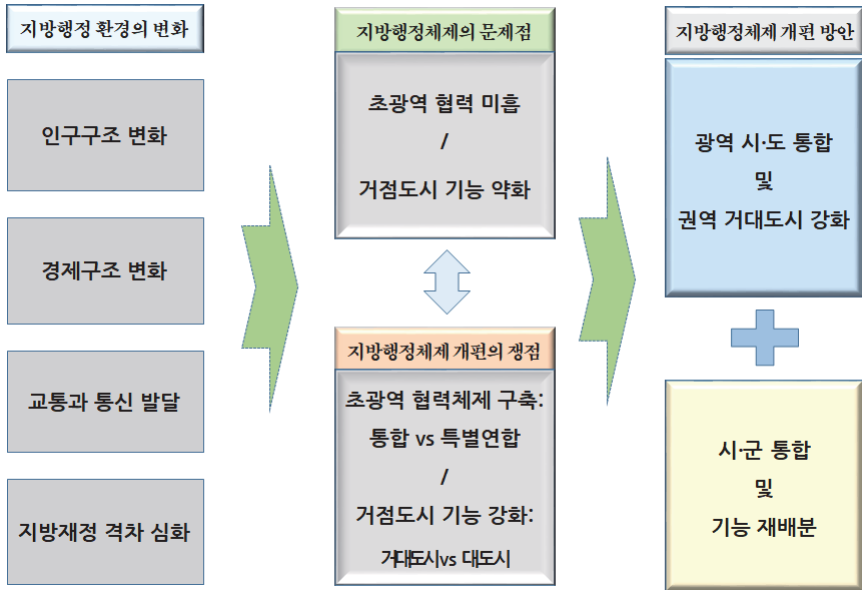 지방행정 환경의 변화
인구구조 변화
경제구조 변화
교통과 통신 발달
지방재정 격차 심화
지방행정체제의 문제점
초광역 협력 미흡
/
거점도시 기능 약화
지방행정체제 개편의 쟁점
초광역 협력체제 구축:
통합 vs 특별연합
/
거점도시 기능 강화:
거대도시vs 대도시
지방행정체제 개편 방안
광역 시·도 통합
및
권역 거대도시 강화
시·군 통합
및
기능 재배분